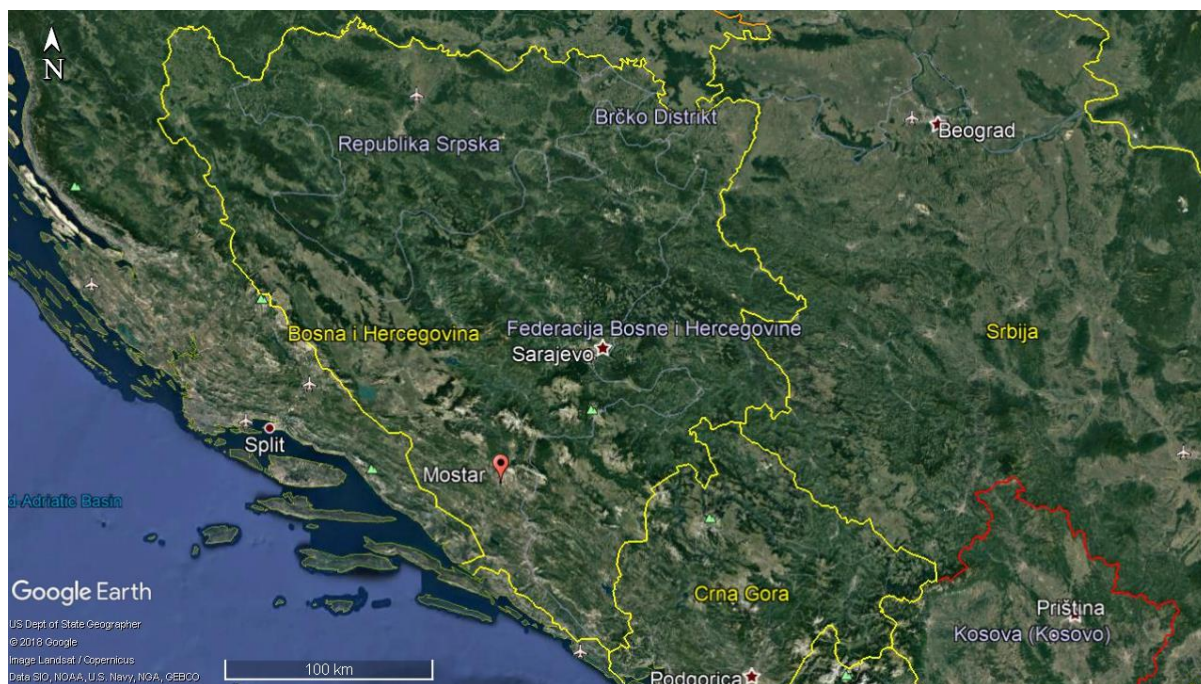 N
Brčko Distrikt
Beograd
Republika Srpska
Bosna i Hercegovina
Federacija Bosne i Hercegovine
Sarajevo
Srbija
Split
Mostar
d-Adriatic Basin
Google Earth
Crna Gora
Priština
Kosova (Kosovo)
US Dept of State Geographer
© 2018 Google
Image Landsat / Copernicus
Data SIO, NOAA, U.S. Navy, NGA, GEBCO
100 km
Podgorica